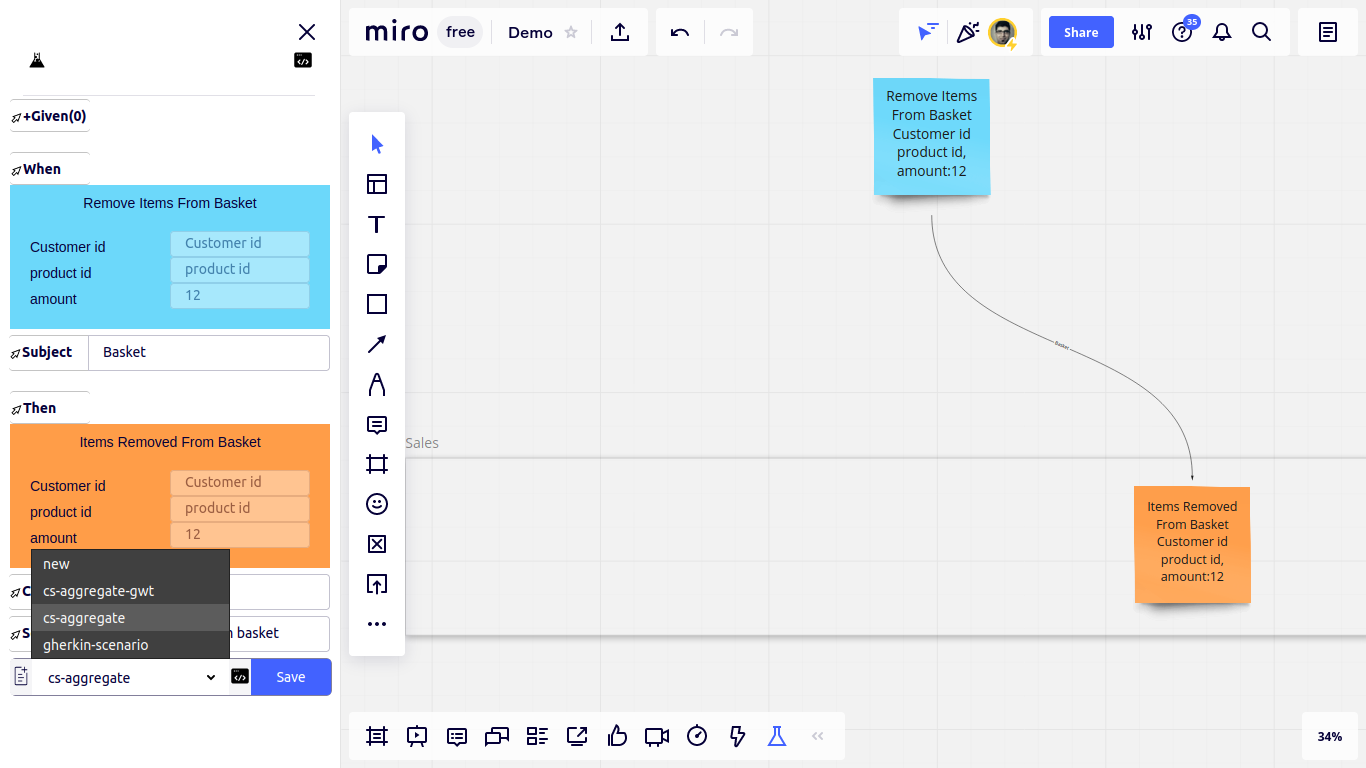 miro
free
Demo
Share
35
+Given(0)
When
Remove Items From Basket
Customer id
Customer id
product id
product id
amount
12
Subject
Basket
Then
Items Removed From Basket
Customer id
Customer id
product id
product id
amount
12
new
cs-aggregate-gwt
cs-aggregate
gherkin-scenario
basket
cs-aggregate
Save
Remove Items
From Basket
Customer id
product id,
amount:12
Basket
Sales
Items Removed
From Basket
Customer id
product id,
amount:12
34%